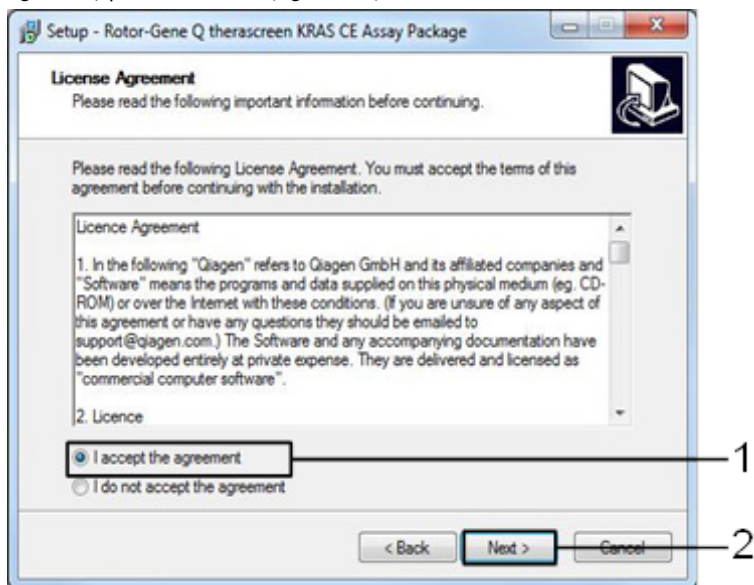 Setup - Rotor-Gene Q therascreen KRAS CE Assay Package
License Agreement
Please read the following important information before continuing.
Please read the following License Agreement. You must accept the terms of this
agreement before continuing with the installation.
Licence Agreement
1. In the following "Qiagen" refers to Qiagen GmbH and its affiliated companies and
"Software" means the programs and data supplied on this physical medium (eg. CD-
ROM) or over the Internet with these conditions. (If you are unsure of any aspect of
this agreement or have any questions they should be emailed to
support@qiagen.com.) The Software and any accompanying documentation have
been developed entirely at private expense. They are delivered and licensed as
"commercial computer software".
2. Licence
I accept the agreement
1
I do not accept the agreement
< Back
Next >
Cancel
2